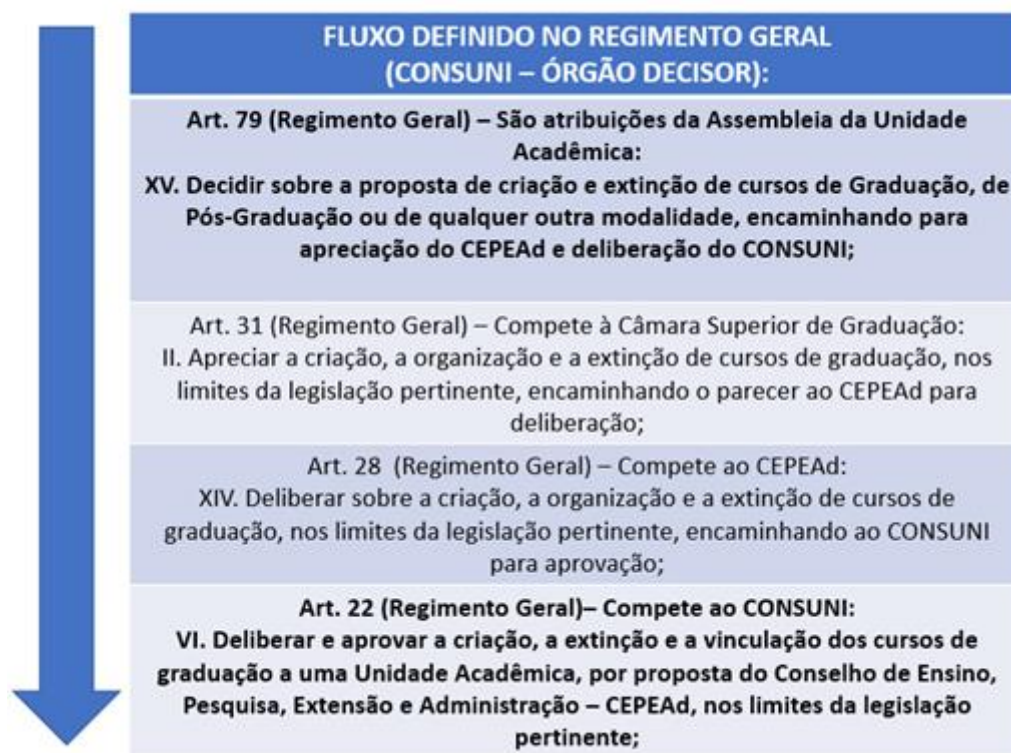 FLUXO DEFINIDO NO REGIMENTO GERAL
(CONSUNI – ÓRGÃO DECISOR):
Art. 79 (Regimento Geral) – São atribuições da Assembleia da Unidade
Acadêmica:
XV. Decidir sobre a proposta de criação e extinção de cursos de Graduação, de
Pós-Graduação ou de qualquer outra modalidade, encaminhando para
apreciação do CEPEAd e deliberação do CONSUNI;
Art. 31 (Regimento Geral) – Compete à Câmara Superior de Graduação:
II. Apreciar a criação, a organização e a extinção de cursos de graduação, nos
limites da legislação pertinente, encaminhando o parecer ao CEPEAd para
deliberação;
Art. 28 (Regimento Geral) – Compete ao CEPEAd:
XIV. Deliberar sobre a criação, a organização e a extinção de cursos de
graduação, nos limites da legislação pertinente, encaminhando ao CONSUNI
para aprovação;
Art. 22 (Regimento Geral)– Compete ao CONSUNI:
VI. Deliberar e aprovar a criação, a extinção e a vinculação dos cursos de
graduação a uma Unidade Acadêmica, por proposta do Conselho de Ensino,
Pesquisa, Extensão e Administração – CEPEAd, nos limites da legislação
pertinente;